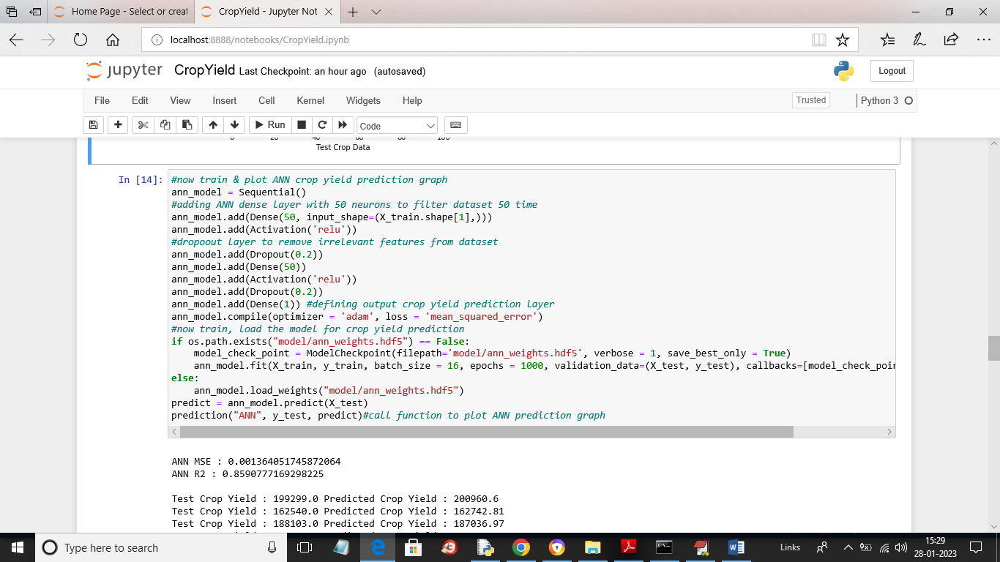 Home Page - Select or creat
CropYield - Jupyter Not
localhost:8888/notebooks/CropYield.ipynb
jupyter CropYield Last Checkpoint: an hour ago (autosaved)
Logout
File Edit View Insert Cell Kernel Widgets Help
Trusted
Python 3
Run
Code
Test Crop Data
In [14]:
#now train & plot ANN crop yield prediction graph
ann_model = Sequential()
#adding ANN dense layer with 50 neurons to filter dataset 50 time
ann_model.add(Dense(50, input_shape=(X_train.shape[1],)))
ann_model.add(Activation('relu'))
#dropoout layer to remove irrelevant features from dataset
ann_model.add(Dropout(0.2))
ann_model.add(Dense(50))
ann_model.add(Activation('relu'))
ann_model.add(Dropout(0.2))
ann_model.add(Dense(1)) #defining output crop yield prediction layer
ann_model.compile(optimizer = 'adam', loss = 'mean_squared_error')
#now train, load the model for crop yield prediction
if os.path.exists("model/ann_weights.hdf5") == False:
    model_check_point = ModelCheckpoint(filepath='model/ann_weights.hdf5', verbose = 1, save_best_only = True)
    ann_model.fit(X_train, y_train, batch_size = 16, epochs = 1000, validation_data=(X_test, y_test), callbacks=[model_check_poin
else:
    ann_model.load_weights("model/ann_weights.hdf5")
predict = ann_model.predict(X_test)
prediction("ANN", y_test, predict)#call function to plot ANN prediction graph
ANN MSE : 0.001364051745872064
ANN R2 : 0.8590777169298225
Test Crop Yield : 199299.0 Predicted Crop Yield : 200960.6
Test Crop Yield : 162540.0 Predicted Crop Yield : 162742.81
Test Crop Yield : 188103.0 Predicted Crop Yield : 187036.97
Type here to search
Links
15:29
28-01-2023